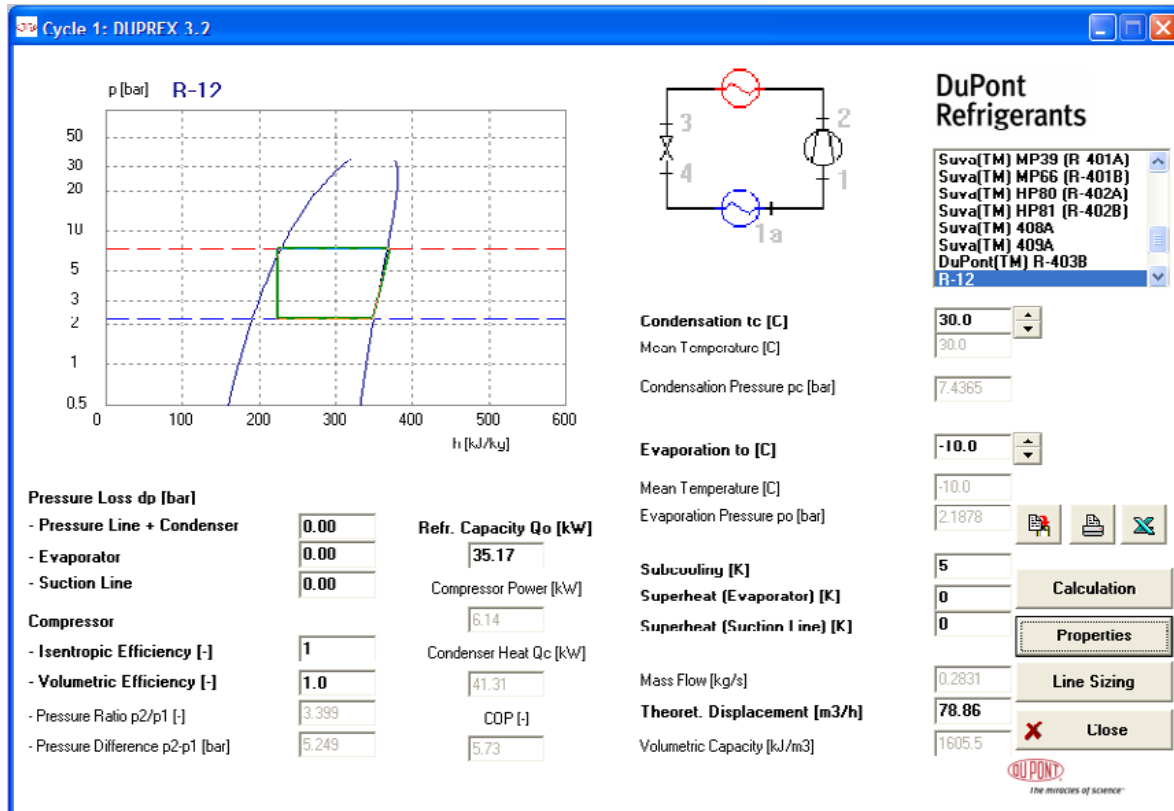 Cycle 1: DUPREX 3.2
p [bar] R-12
50
30
20
10
5
3
2
1
0.5
0 100 200 300 400 500 600
h [kJ/kg]
3
2
4
1
1a
DuPont
Refrigerants
Suva(TM) MP39 (R 401A)
Suva(TM) MP66 (R-401B)
Suva(TM) HP80 (R-402A)
Suva(TM) HP81 (R-402B)
Suva(TM) 408A
Suva(TM) 409A
DuPont(TM) R-403B
R-12
Condensation tc [C] 30.0
Mean Temperature [C] 30.0
Condensation Pressure pc [bar] 7.4365
Evaporation to [C] -10.0
Mean Temperature [C] -10.0
Evaporation Pressure po [bar] 2.1878
Subcooling [K] 5
Superheat (Evaporator) [K] 0
Superheat (Suction Line) [K] 0
Mass Flow [kg/s] 0.2831
Theoret. Displacement [m3/h] 78.86
Volumetric Capacity [kJ/m3] 1605.5
Pressure Loss dp [bar]
- Pressure Line + Condenser 0.00
- Evaporator 0.00
- Suction Line 0.00
Compressor
- Isentropic Efficiency [-] 1
- Volumetric Efficiency [-] 1.0
- Pressure Ratio p2/p1 [-] 3.399
- Pressure Difference p2-p1 [bar] 5.249
Refr. Capacity Qo [kW]
35.17
Compressor Power [kW]
6.14
Condenser Heat Qc [kW]
41.31
COP [-]
5.73
Calculation
Properties
Line Sizing
Close
DUPONT
The miracles of science™